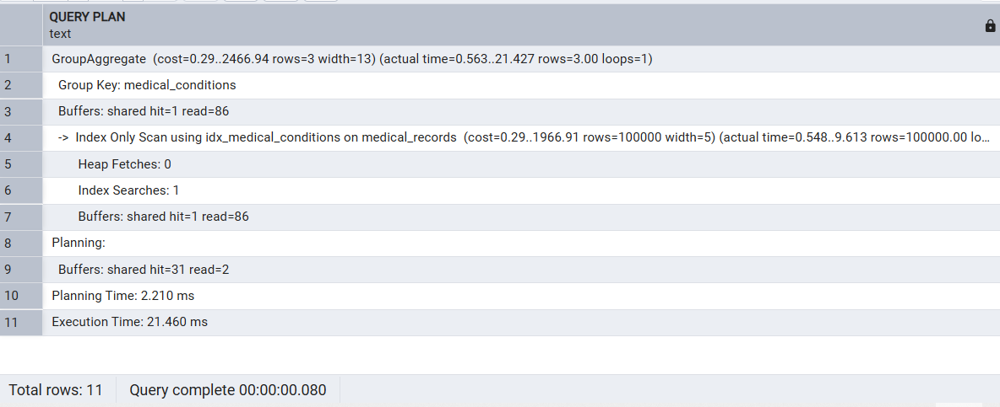 QUERY PLAN
text
1 GroupAggregate (cost=0.29..2466.94 rows=3 width=13) (actual time=0.563..21.427 rows=3.00 loops=1)
2 Group Key: medical_conditions
3 Buffers: shared hit=1 read=86
4 -> Index Only Scan using idx_medical_conditions on medical_records (cost=0.29..1966.91 rows=100000 width=5) (actual time=0.548..9.613 rows=100000.00 lo...
5 Heap Fetches: 0
6 Index Searches: 1
7 Buffers: shared hit=1 read=86
8 Planning:
9 Buffers: shared hit=31 read=2
10 Planning Time: 2.210 ms
11 Execution Time: 21.460 ms
Total rows: 11 Query complete 00:00:00.080